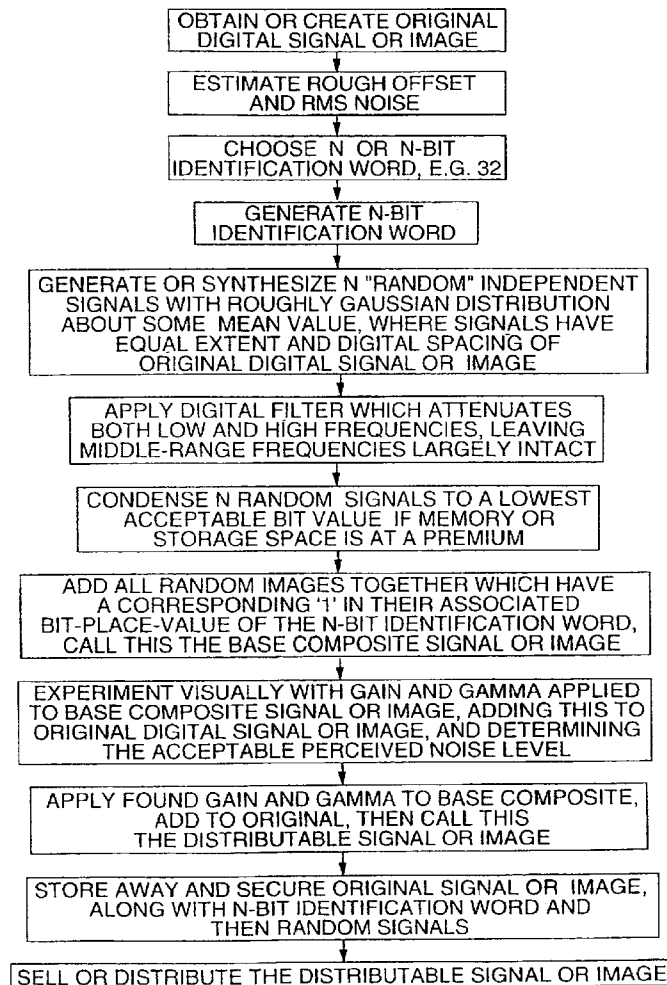 OBTAIN OR CREATE ORIGINAL
DIGITAL SIGNAL OR IMAGE
ESTIMATE ROUGH OFFSET
AND RMS NOISE
CHOOSE N OR N-BIT
IDENTIFICATION WORD, E.G. 32
GENERATE N-BIT
IDENTIFICATION WORD
GENERATE OR SYNTHESIZE N "RANDOM" INDEPENDENT
SIGNALS WITH ROUGHLY GAUSSIAN DISTRIBUTION
ABOUT SOME MEAN VALUE, WHERE SIGNALS HAVE
EQUAL EXTENT AND DIGITAL SPACING OF
ORIGINAL DIGITAL SIGNAL OR IMAGE
APPLY DIGITAL FILTER WHICH ATTENUATES
BOTH LOW AND HIGH FREQUENCIES, LEAVING
MIDDLE-RANGE FREQUENCIES LARGELY INTACT
CONDENSE N RANDOM SIGNALS TO A LOWEST
ACCEPTABLE BIT VALUE IF MEMORY OR
STORAGE SPACE IS AT A PREMIUM
ADD ALL RANDOM IMAGES TOGETHER WHICH HAVE
A CORRESPONDING '1' IN THEIR ASSOCIATED
BIT-PLACE-VALUE OF THE N-BIT IDENTIFICATION WORD,
CALL THIS THE BASE COMPOSITE SIGNAL OR IMAGE
EXPERIMENT VISUALLY WITH GAIN AND GAMMA APPLIED
TO BASE COMPOSITE SIGNAL OR IMAGE, ADDING THIS TO
ORIGINAL DIGITAL SIGNAL OR IMAGE, AND DETERMINING
THE ACCEPTABLE PERCEIVED NOISE LEVEL
APPLY FOUND GAIN AND GAMMA TO BASE COMPOSITE,
ADD TO ORIGINAL, THEN CALL THIS
THE DISTRIBUTABLE SIGNAL OR IMAGE
STORE AWAY AND SECURE ORIGINAL SIGNAL OR IMAGE,
ALONG WITH N-BIT IDENTIFICATION WORD AND
THEN RANDOM SIGNALS
SELL OR DISTRIBUTE THE DISTRIBUTABLE SIGNAL OR IMAGE